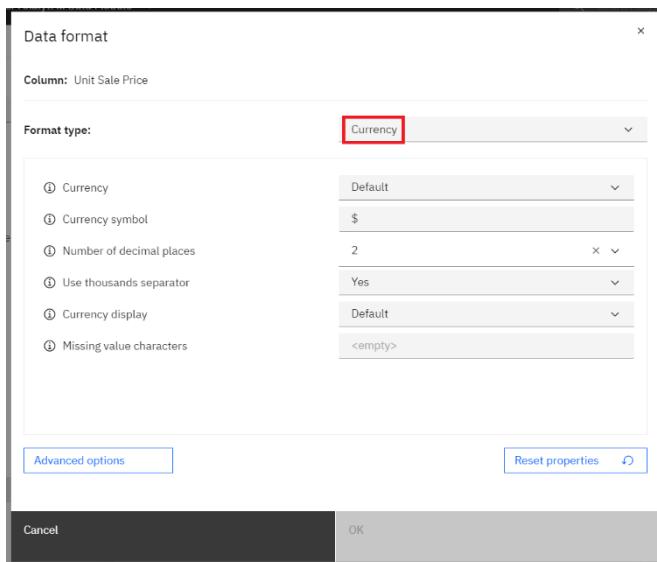 Data format
Column: Unit Sale Price
Format type: Currency
Currency Default
Currency symbol $
Number of decimal places 2
Use thousands separator Yes
Currency display Default
Missing value characters <empty>
Advanced options Reset properties
Cancel OK